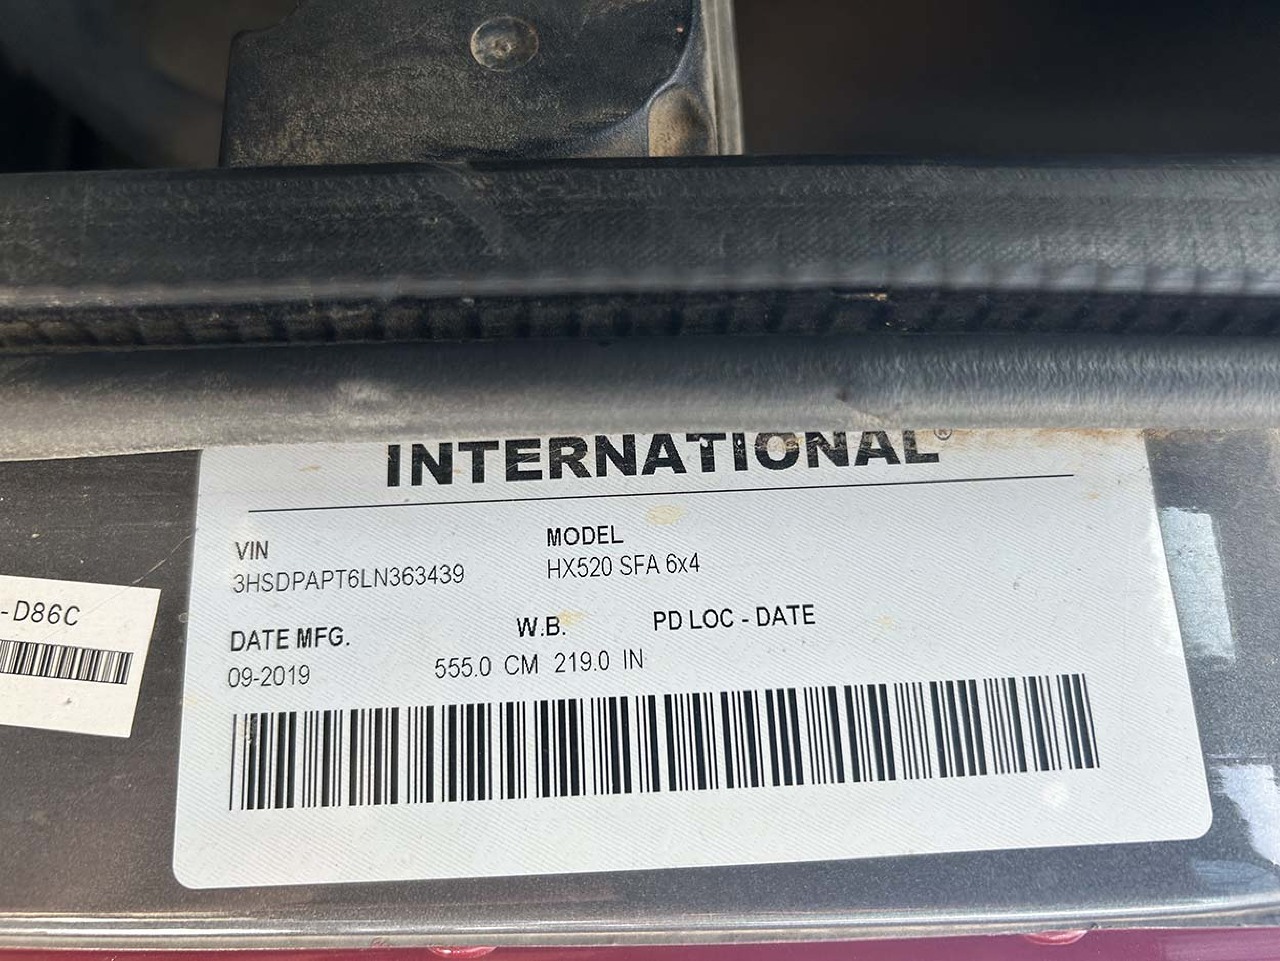 INTERNATIONAL®
VIN
3HSDPAPT6LN363439
MODEL
HX520 SFA 6x4
-D86C
DATE MFG.
09-2019
W.B.
555.0 CM 219.0 IN
PD LOC - DATE